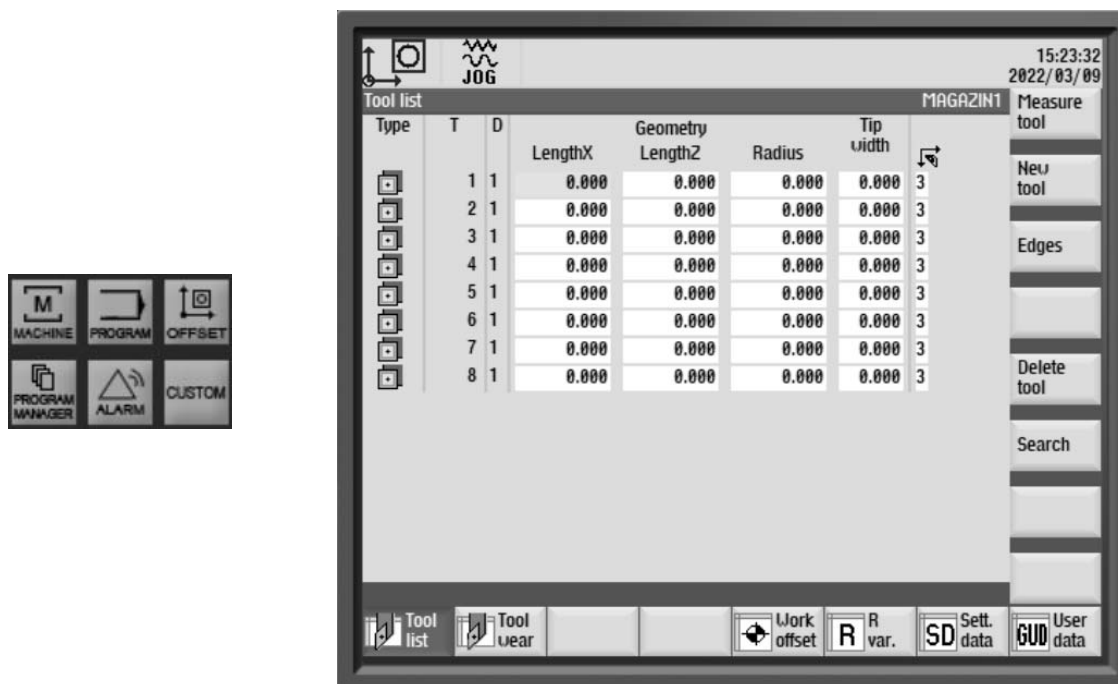 M
MACHINE
PROGRAM
OFFSET
PROGRAM
MANAGER
ALARM
CUSTOM
JOG
15:23:32
2022/03/09
Tool list MAGAZIN1
Type T D Geometry Tip
LengthX LengthZ Radius width
1 1 0.000 0.000 0.000 0.000 3
2 1 0.000 0.000 0.000 0.000 3
3 1 0.000 0.000 0.000 0.000 3
4 1 0.000 0.000 0.000 0.000 3
5 1 0.000 0.000 0.000 0.000 3
6 1 0.000 0.000 0.000 0.000 3
7 1 0.000 0.000 0.000 0.000 3
8 1 0.000 0.000 0.000 0.000 3
Measure
tool
New
tool
Edges
Delete
tool
Search
Tool
list
Tool
wear
Work
offset
R
R
var.
SD
Sett.
data
GUD
User
data